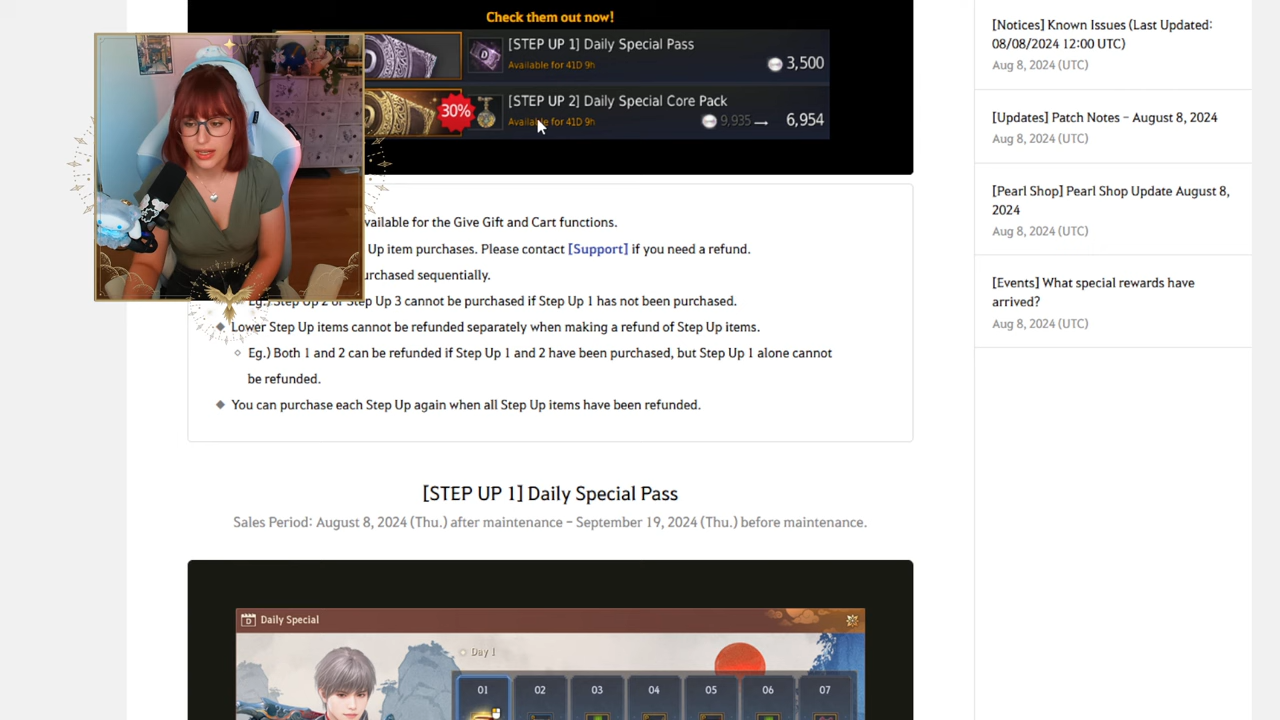 Check them out now!
[STEP UP 1] Daily Special Pass
Available for 41D 9h
3,500
30%
[STEP UP 2] Daily Special Core Pack
Available for 41D 9h
9,935 → 6,954
vailable for the Give Gift and Cart functions.
Up item purchases. Please contact [Support] if you need a refund.
urchased sequentially.
Eg.) Step Up 2 or Step Up 3 cannot be purchased if Step Up 1 has not been purchased.
Lower Step Up items cannot be refunded separately when making a refund of Step Up items.
Eg.) Both 1 and 2 can be refunded if Step Up 1 and 2 have been purchased, but Step Up 1 alone cannot
be refunded.
You can purchase each Step Up again when all Step Up items have been refunded.
[STEP UP 1] Daily Special Pass
Sales Period: August 8, 2024 (Thu.) after maintenance – September 19, 2024 (Thu.) before maintenance.
Daily Special
Day 1
01 02 03 04 05 06 07
[Notices] Known Issues (Last Updated:
08/08/2024 12:00 UTC)
Aug 8, 2024 (UTC)
[Updates] Patch Notes – August 8, 2024
Aug 8, 2024 (UTC)
[Pearl Shop] Pearl Shop Update August 8,
2024
Aug 8, 2024 (UTC)
[Events] What special rewards have
arrived?
Aug 8, 2024 (UTC)